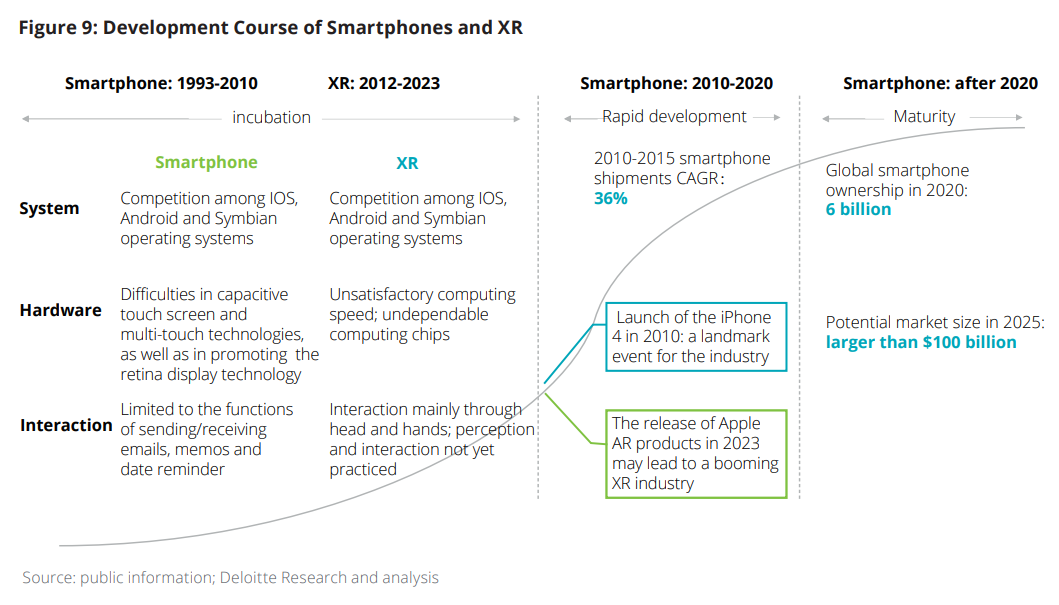 Figure 9: Development Course of Smartphones and XR
Smartphone: 1993-2010
XR: 2012-2023
Smartphone: 2010-2020
Smartphone: after 2020
incubation
Rapid development
Maturity
Smartphone
XR
System
Competition among IOS,
Android and Symbian
operating systems
Competition among IOS,
Android and Symbian
operating systems
Hardware
Difficulties in capacitive
touch screen and
multi-touch technologies,
as well as in promoting the
retina display technology
Unsatisfactory computing
speed; undependable
computing chips
Interaction
Limited to the functions
of sending/receiving
emails, memos and
date reminder
Interaction mainly through
head and hands; perception
and interaction not yet
practiced
2010-2015 smartphone
shipments CAGR:
36%
Launch of the iPhone
4 in 2010: a landmark
event for the industry
The release of Apple
AR products in 2023
may lead to a booming
XR industry
Global smartphone
ownership in 2020:
6 billion
Potential market size in 2025:
larger than $100 billion
Source: public information; Deloitte Research and analysis